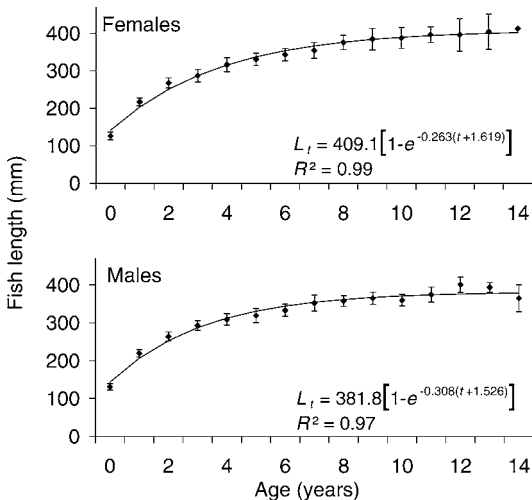 Females
400
300
200
100
0
L t = 409.1[1-e -0.263(t+1.619)]
R² = 0.99
0 2 4 6 8 10 12 14
Fish length (mm)
Males
400
300
200
100
0
L t = 381.8[1-e -0.308(t+1.526)]
R² = 0.97
0 2 4 6 8 10 12 14
Age (years)